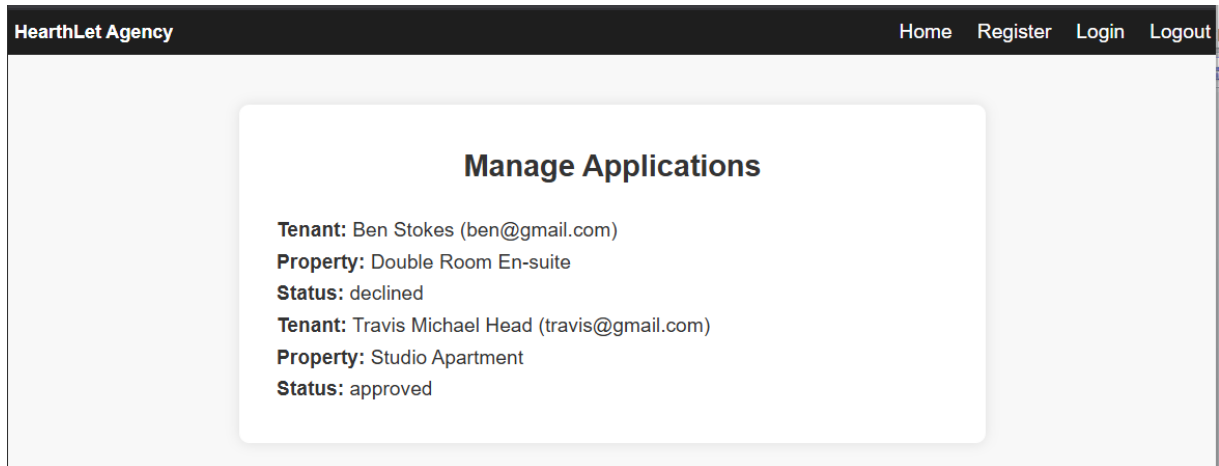 HearthLet Agency Home Register Login Logout
Manage Applications
Tenant: Ben Stokes (ben@gmail.com)
Property: Double Room En-suite
Status: declined
Tenant: Travis Michael Head (travis@gmail.com)
Property: Studio Apartment
Status: approved